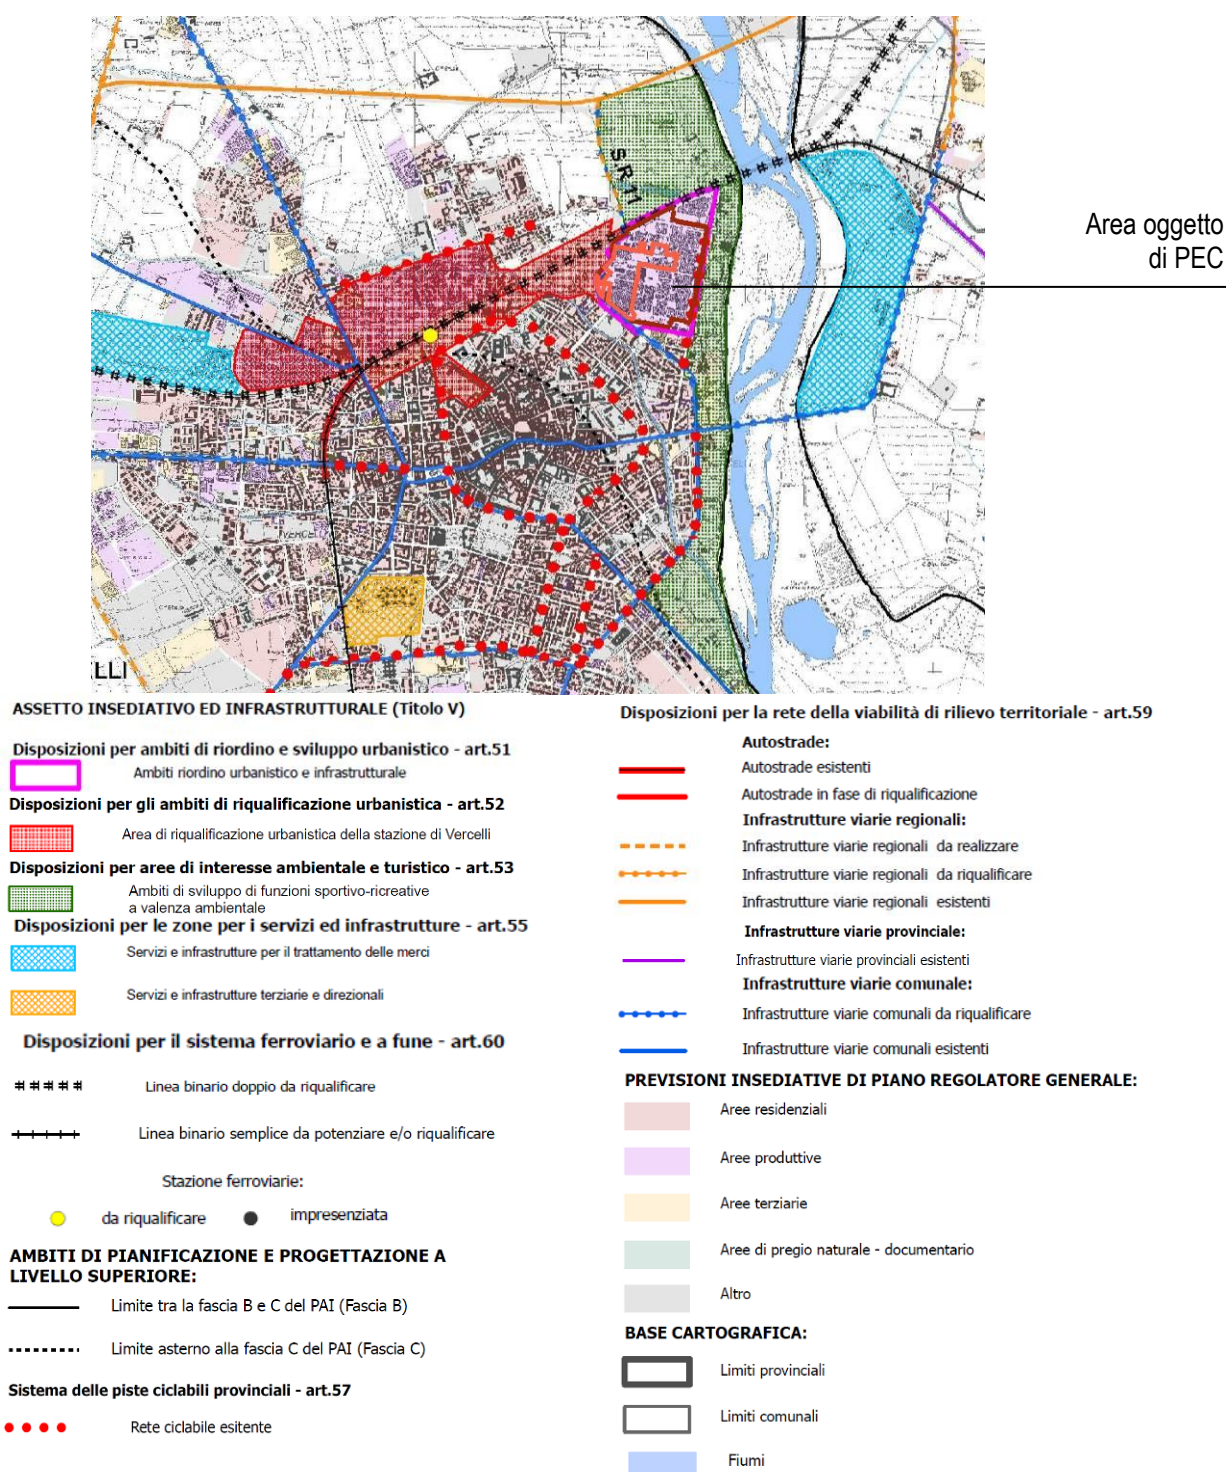 SR11
Area oggetto
di PEC
VERCELLI
ELLI
ASSETTO INSEDIATIVO ED INFRASTRUTTURALE (Titolo V)
Disposizioni per ambiti di riordino e sviluppo urbanistico - art.51
Ambiti riordino urbanistico e infrastrutturale
Disposizioni per gli ambiti di riqualificazione urbanistica - art.52
Area di riqualificazione urbanistica della stazione di Vercelli
Disposizioni per aree di interesse ambientale e turistico - art.53
Ambiti di sviluppo di funzioni sportivo-ricreative
a valenza ambientale
Disposizioni per le zone per i servizi ed infrastrutture - art.55
Servizi e infrastrutture per il trattamento delle merci
Servizi e infrastrutture terziarie e direzionali
Disposizioni per il sistema ferroviario e a fune - art.60
Linea binario doppio da riqualificare
Linea binario semplice da potenziare e/o riqualificare
Stazione ferroviarie:
da riqualificare
impresenziata
AMBITI DI PIANIFICAZIONE E PROGETTAZIONE A
LIVELLO SUPERIORE:
Limite tra la fascia B e C del PAI (Fascia B)
Limite asterno alla fascia C del PAI (Fascia C)
Sistema delle piste ciclabili provinciali - art.57
Rete ciclabile esitente
Disposizioni per la rete della viabilità di rilievo territoriale - art.59
Autostrade:
Autostrade esistenti
Autostrade in fase di riqualificazione
Infrastrutture viarie regionali:
Infrastrutture viarie regionali da realizzare
Infrastrutture viarie regionali da riqualificare
Infrastrutture viarie regionali esistenti
Infrastrutture viarie provinciale:
Infrastrutture viarie provinciali esistenti
Infrastrutture viarie comunale:
Infrastrutture viarie comunali da riqualificare
Infrastrutture viarie comunali esistenti
PREVISIONI INSEDIATIVE DI PIANO REGOLATORE GENERALE:
Aree residenziali
Aree produttive
Aree terziarie
Aree di pregio naturale - documentario
Altro
BASE CARTOGRAFICA:
Limiti provinciali
Limiti comunali
Fiumi